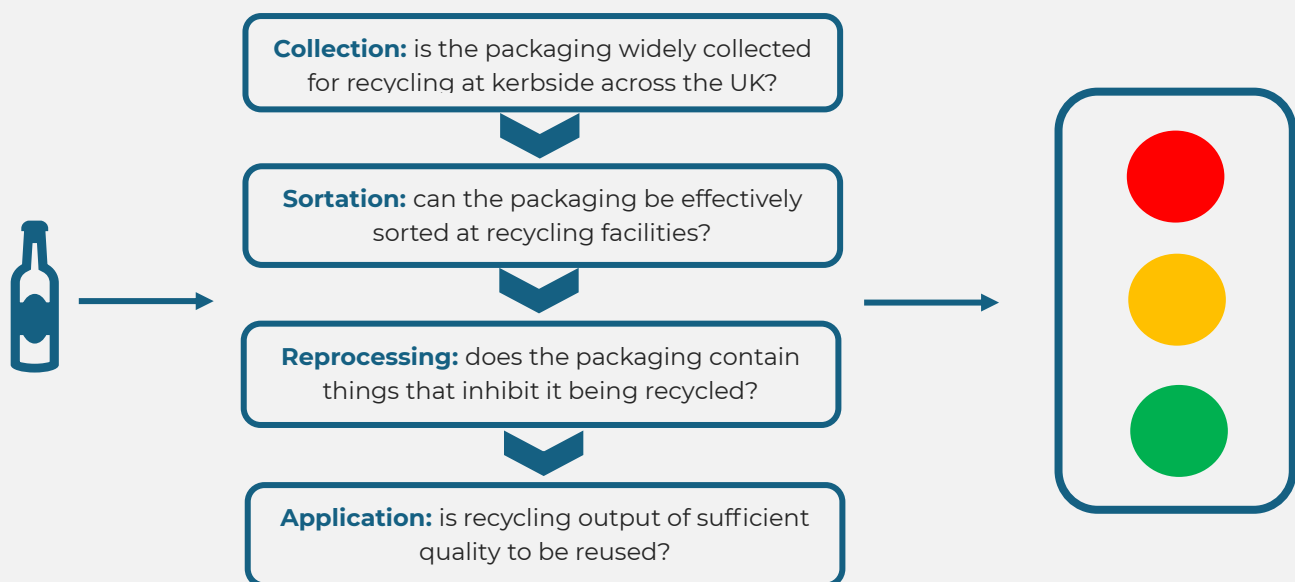 Collection: is the packaging widely collected
for recycling at kerbside across the UK?
Sortation: can the packaging be effectively
sorted at recycling facilities?
Reprocessing: does the packaging contain
things that inhibit it being recycled?
Application: is recycling output of sufficient
quality to be reused?